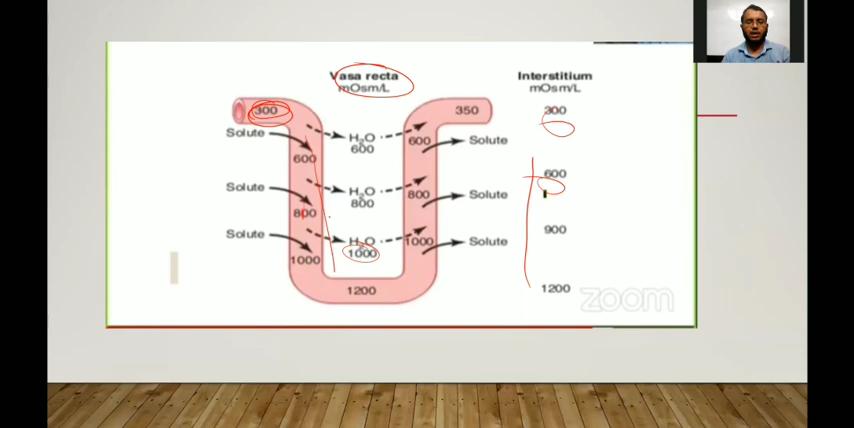 Vasa recta
mOsm/L
Interstitium
mOsm/L
300
350
300
Solute
H₂O
600
600
600
Solute
600
Solute
800
H₂O
800
800
Solute
Solute
1000
H₂O
1000
1000
Solute
900
1200
1200
zoom